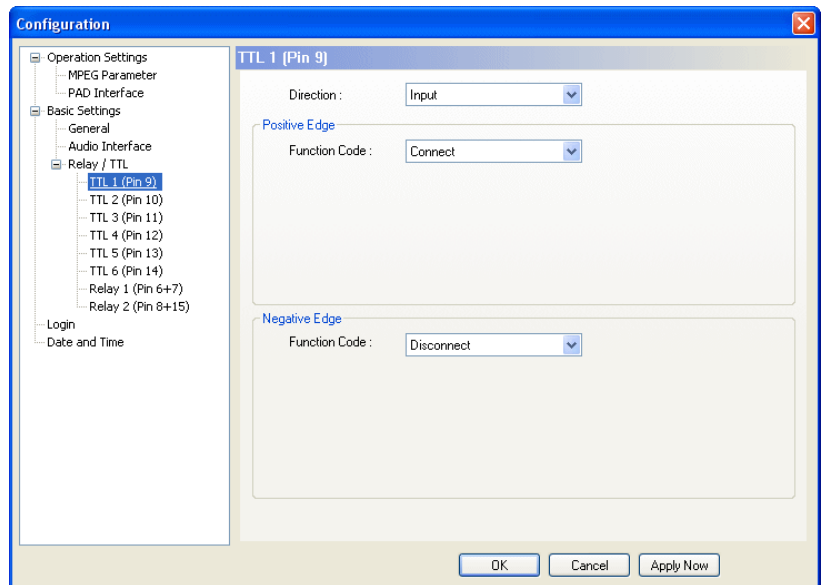 Configuration
Operation Settings
MPEG Parameter
PAD Interface
Basic Settings
General
Audio Interface
Relay / TTL
TTL 1 (Pin 9)
TTL 2 (Pin 10)
TTL 3 (Pin 11)
TTL 4 (Pin 12)
TTL 5 (Pin 13)
TTL 6 (Pin 14)
Relay 1 (Pin 6+7)
Relay 2 (Pin 8+15)
Login
Date and Time
TTL 1 (Pin 9)
Direction : Input
Positive Edge
Function Code : Connect
Negative Edge
Function Code : Disconnect
OK Cancel Apply Now